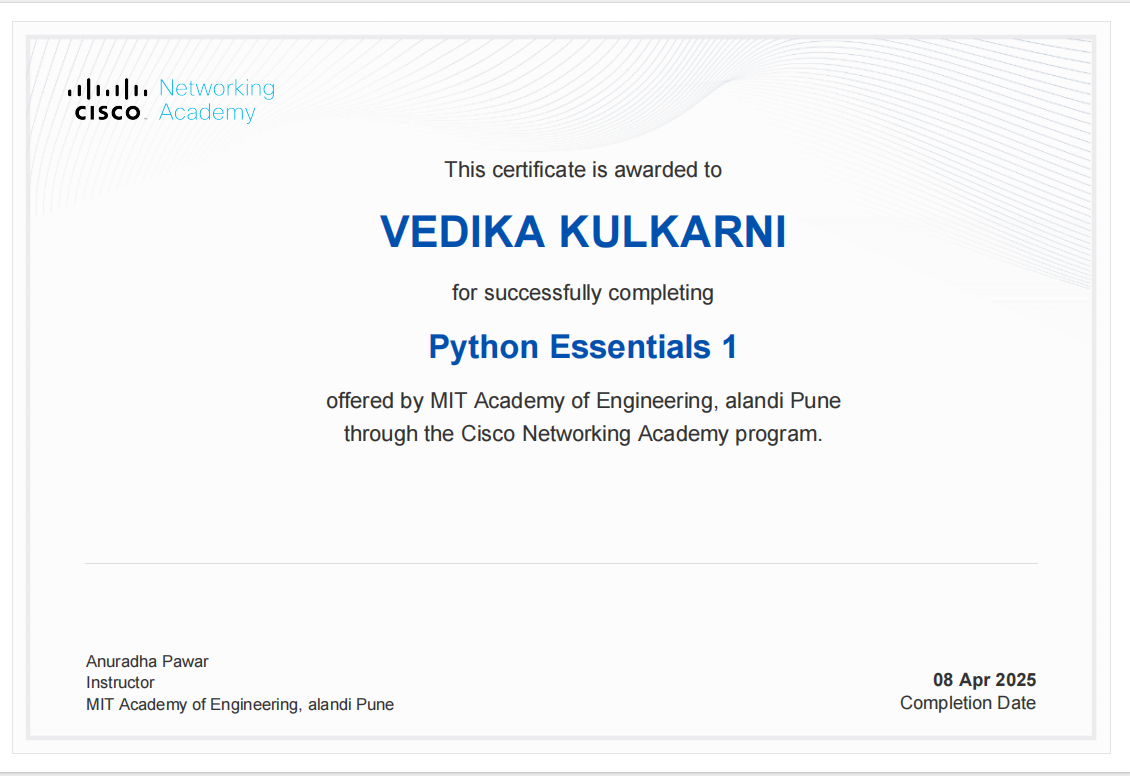 Networking
CISCO Academy
This certificate is awarded to
VEDIKA KULKARNI
for successfully completing
Python Essentials 1
offered by MIT Academy of Engineering, alandi Pune
through the Cisco Networking Academy program.
Anuradha Pawar
Instructor
MIT Academy of Engineering, alandi Pune
08 Apr 2025
Completion Date